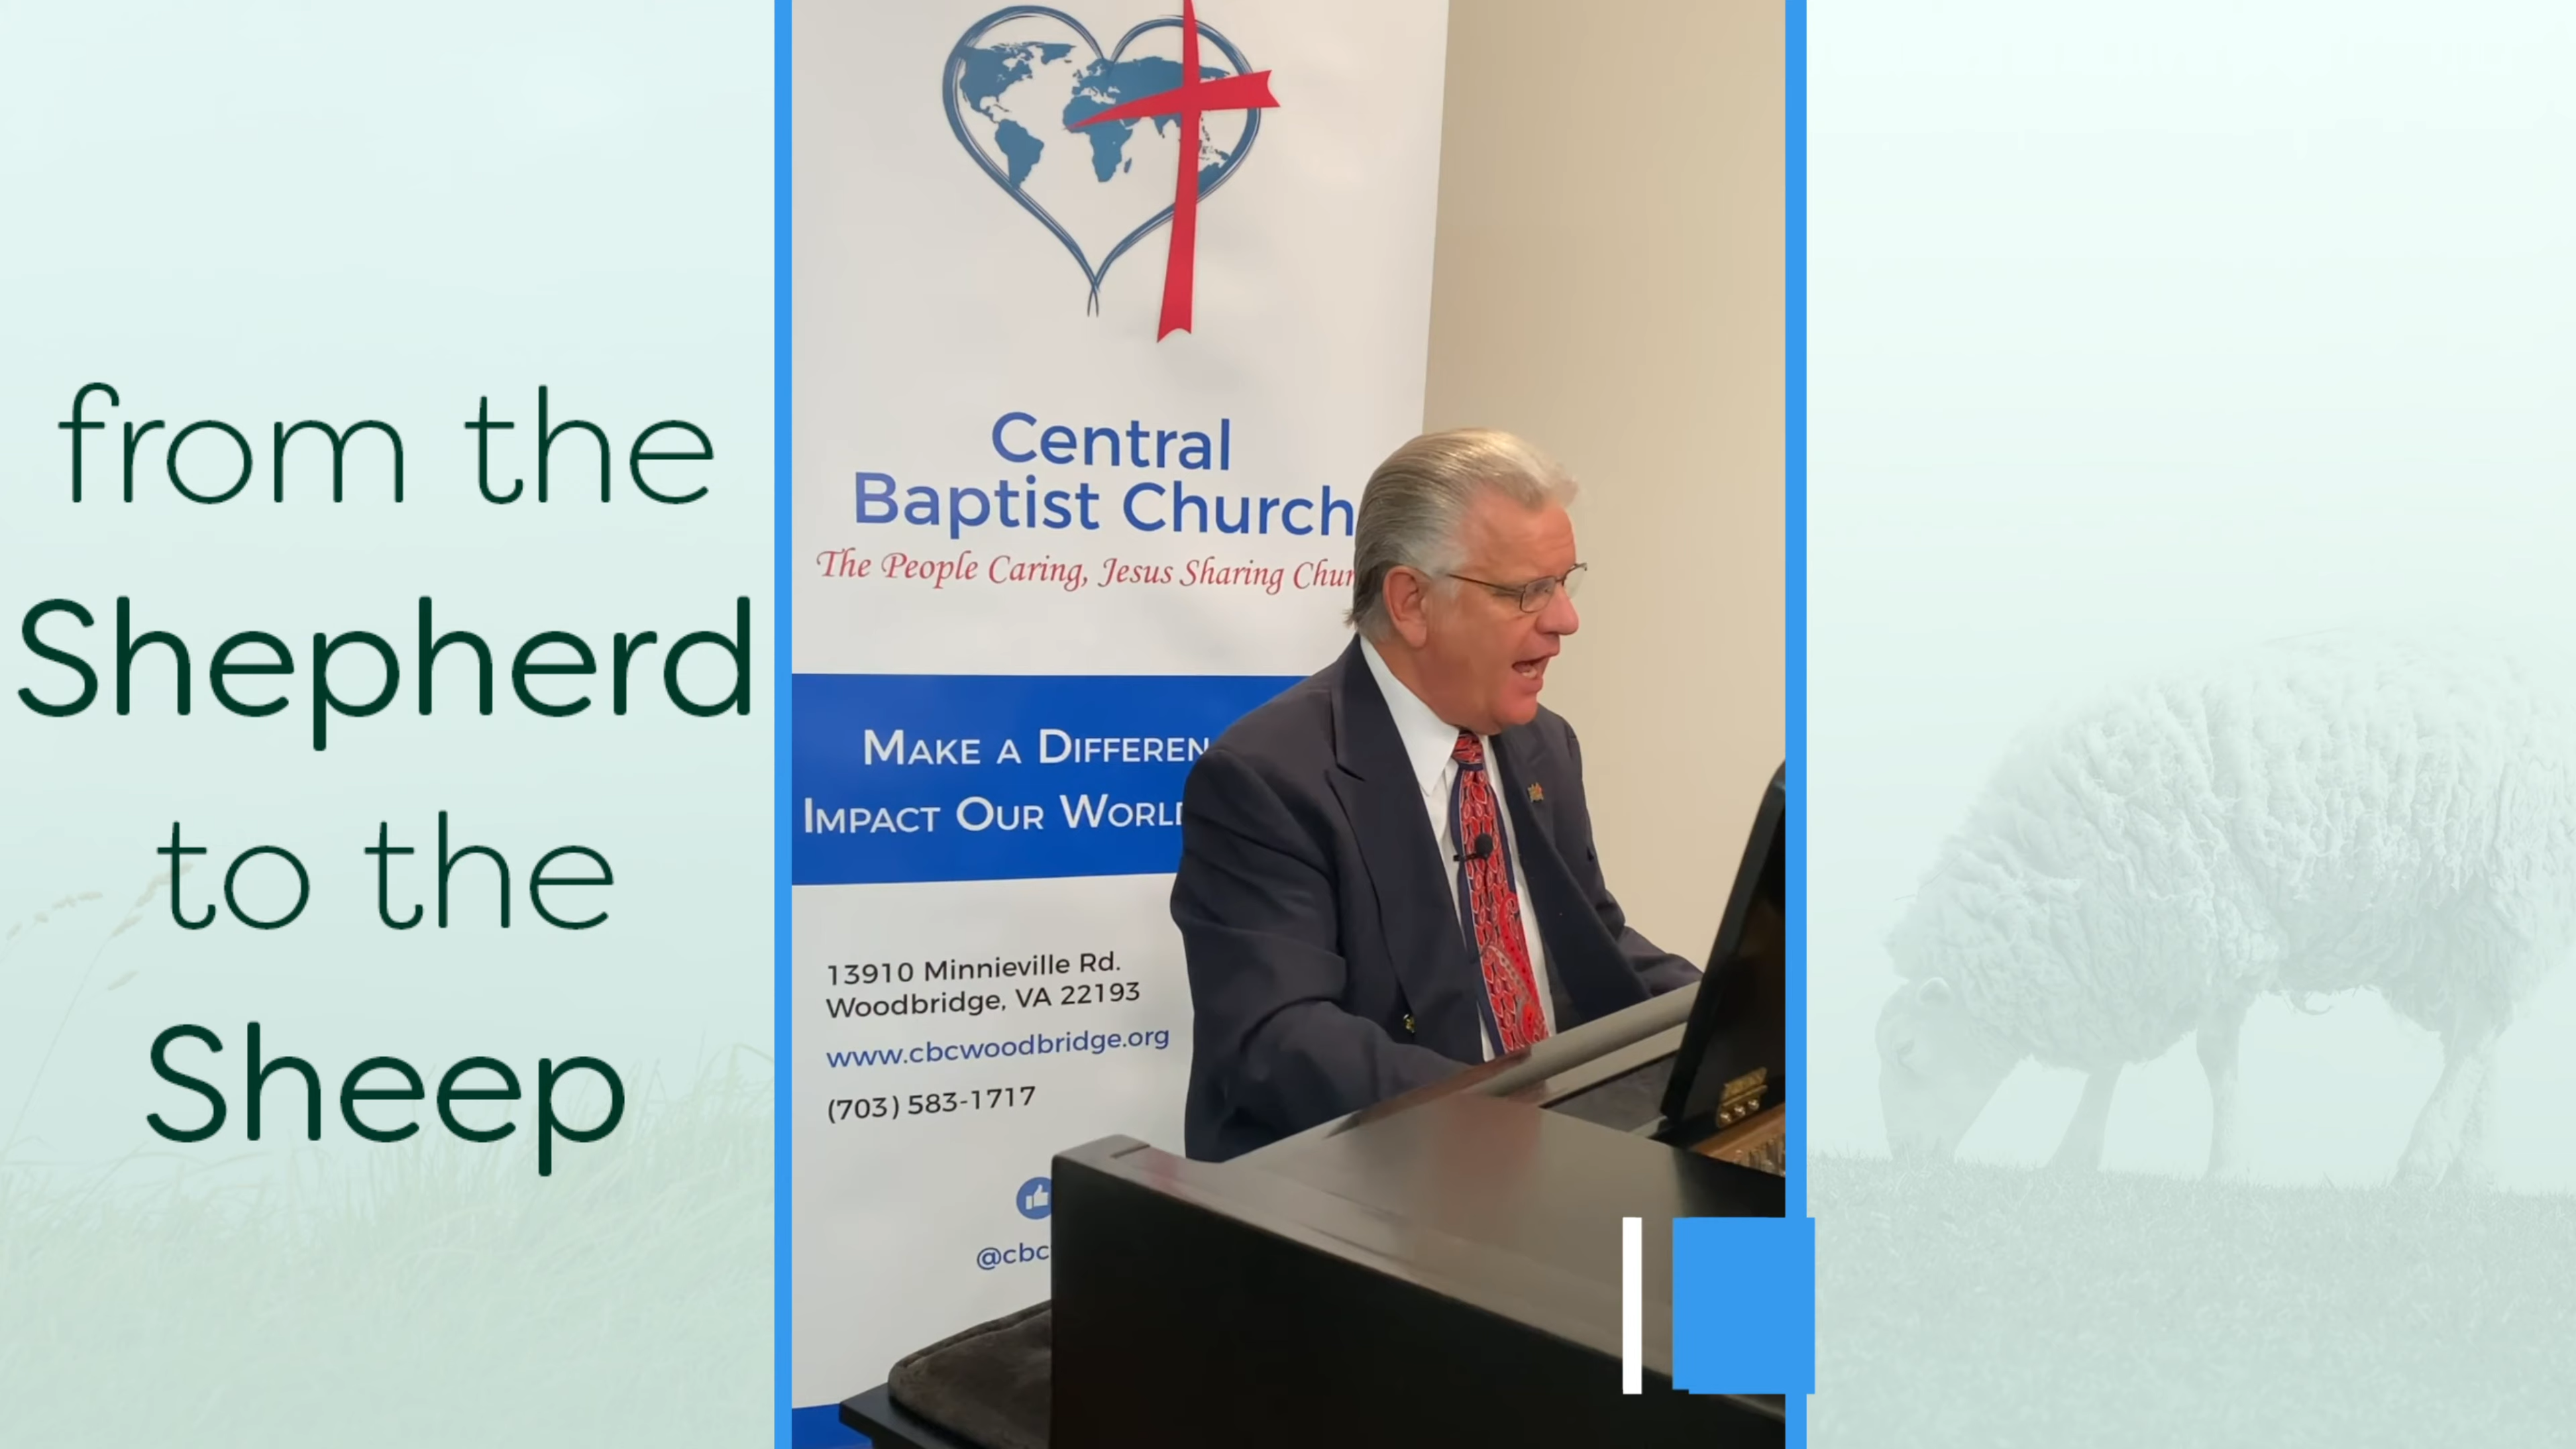 from the
Shepherd
to the
Sheep
Central
Baptist Church
The People Caring, Jesus Sharing
MAKE A
IMPACT OUR
13910 Minnieville Rd.
Woodbridge, VA 22193
www.cbcwoodbridge.org
(703) 583-1717